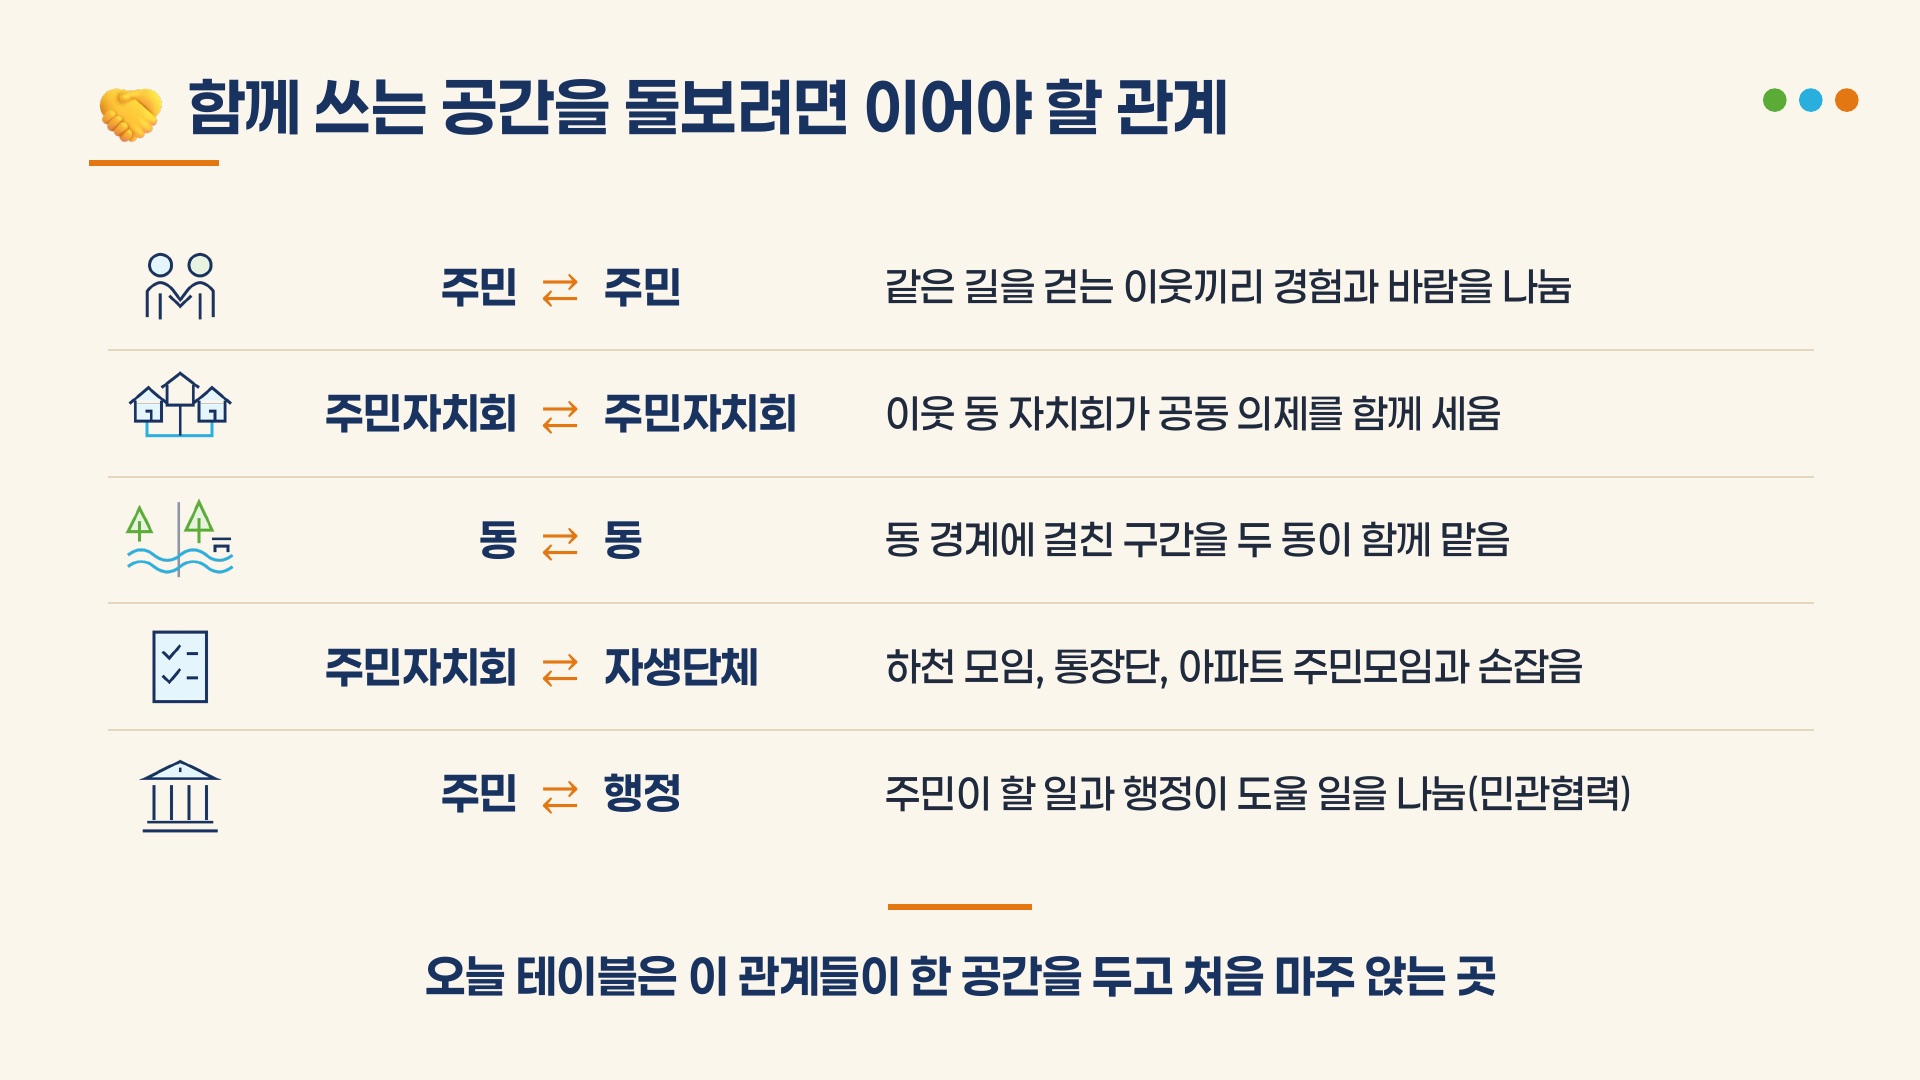 🤝 함께 쓰는 공간을 돌보려면 이어야 할 관계
주민 ⇄ 주민 같은 길을 걷는 이웃끼리 경험과 바람을 나눔
주민자치회 ⇄ 주민자치회 이웃 동 자치회가 공동 의제를 함께 세움
동 ⇄ 동 동 경계에 걸친 구간을 두 동이 함께 맡음
주민자치회 ⇄ 자생단체 하천 모임, 통장단, 아파트 주민모임과 손잡음
주민 ⇄ 행정 주민이 할 일과 행정이 도울 일을 나눔(민관협력)
오늘 테이블은 이 관계들이 한 공간을 두고 처음 마주 앉는 곳